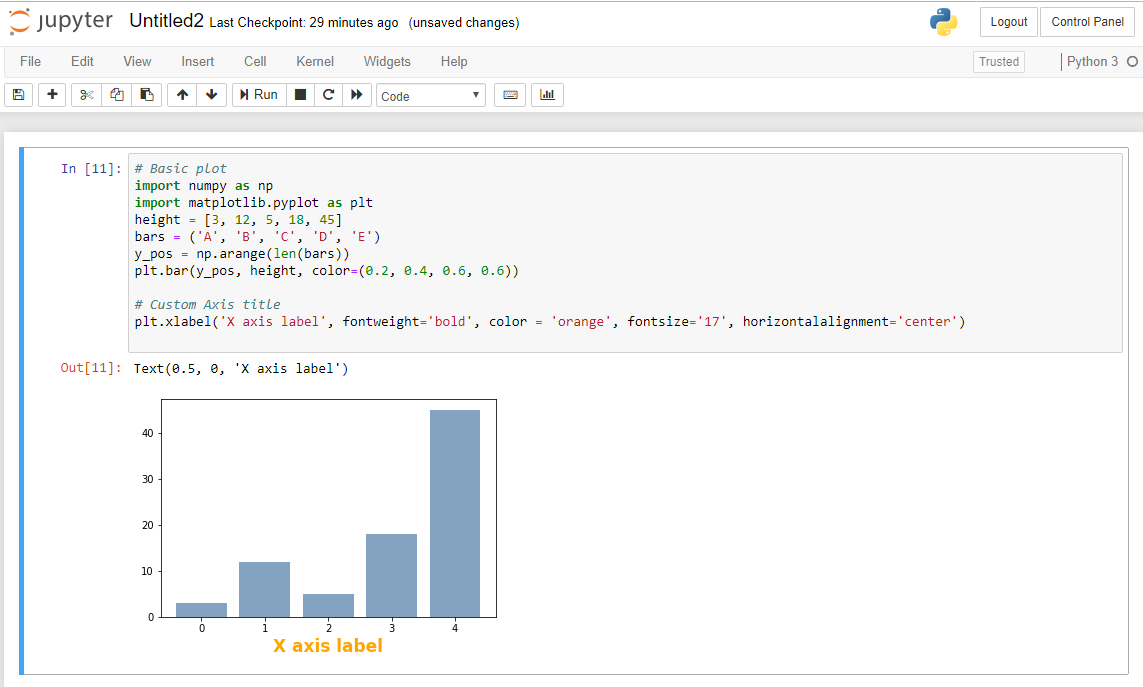 jupyter Untitled2 Last Checkpoint: 29 minutes ago (unsaved changes) Logout Control Panel
File Edit View Insert Cell Kernel Widgets Help Trusted Python 3
Run Code
In [11]: # Basic plot
import numpy as np
import matplotlib.pyplot as plt
height = [3, 12, 5, 18, 45]
bars = ('A', 'B', 'C', 'D', 'E')
y_pos = np.arange(len(bars))
plt.bar(y_pos, height, color=(0.2, 0.4, 0.6, 0.6))
# Custom Axis title
plt.xlabel('X axis label', fontweight='bold', color = 'orange', fontsize='17', horizontalalignment='center')
Out[11]: Text(0.5, 0, 'X axis label')
40
30
20
10
0
0 1 2 3 4
X axis label